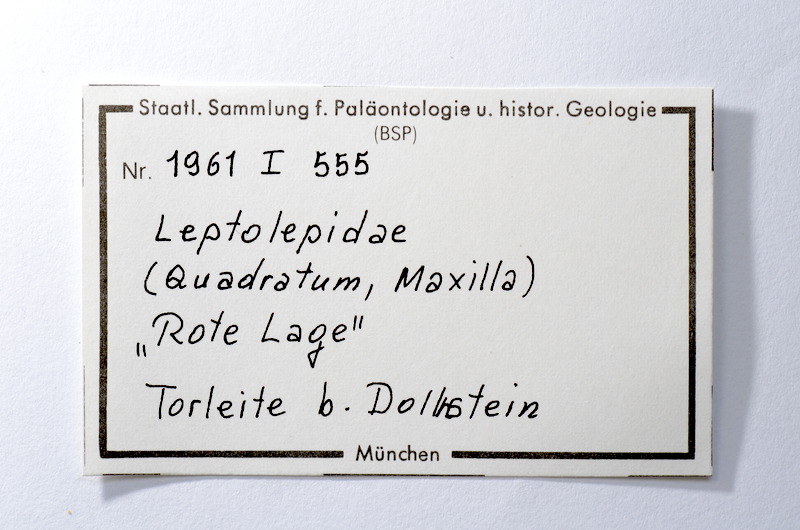 Staatl. Sammlung f. Paläontologie u. histor. Geologie
(BSP)
Nr. 1961 I 555
Leptolepidae
(Quadratum, Maxilla)
„Rote Lage"
Torleite b. Dollnstein
München